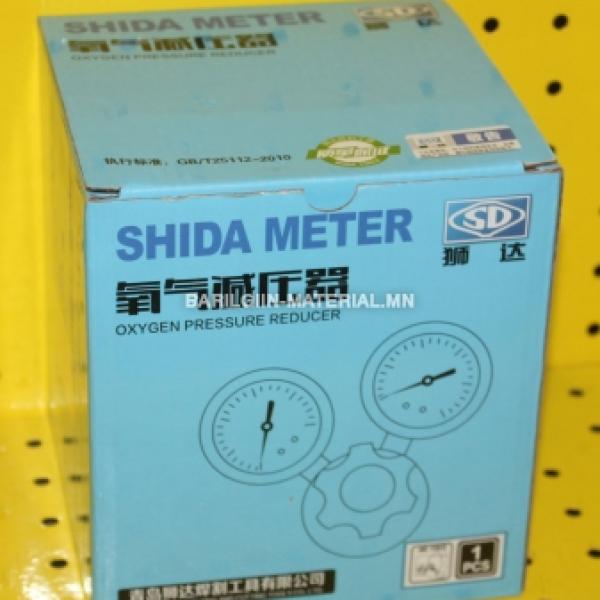 SHIDA METER
氧气减压器
OXYGEN PRESSURE REDUCER
执行标准：GB/T25112-2010
敬告
SHIDA METER
SD
狮 达
氧气减压器
BARILGIIN-MATERIAL.MN
OXYGEN PRESSURE REDUCER
1
PCS
青岛狮达焊割工具有限公司